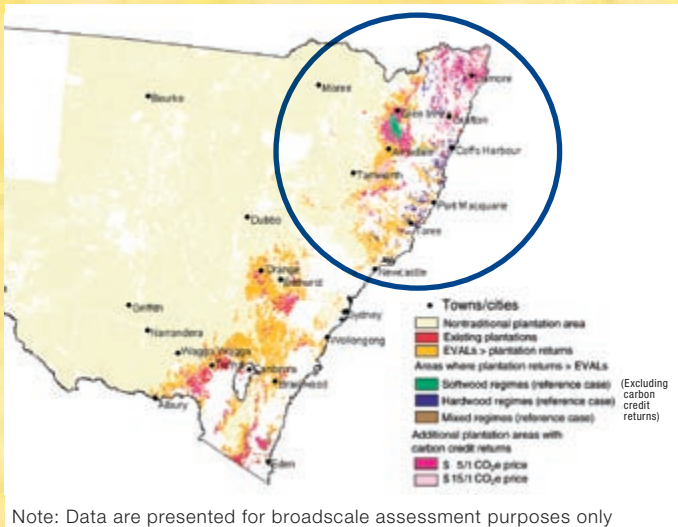 Lismore
Moree
Bourke
Glen Innes
Grafton
Armidale
Coffs Harbour
Tamworth
Port Macquarie
Dubbo
Taree
Newcastle
Orange
Bathurst
Griffith
Sydney
Narrandera
Wolongong
Wagga Wagga
Canberra
Braidwood
Albury
Eden
Towns/cities
Nontraditional plantation area
Existing plantations
EVALs > plantation returns
Areas where plantation returns > EVALs
Softwood regimes (reference case)
Hardwood regimes (reference case)
Mixed regimes (reference case)
(Excluding
carbon
credit
returns)
Additional plantation areas with
carbon credit returns
$ 5/t CO2e price
$15/t CO2e price
Note: Data are presented for broadscale assessment purposes only